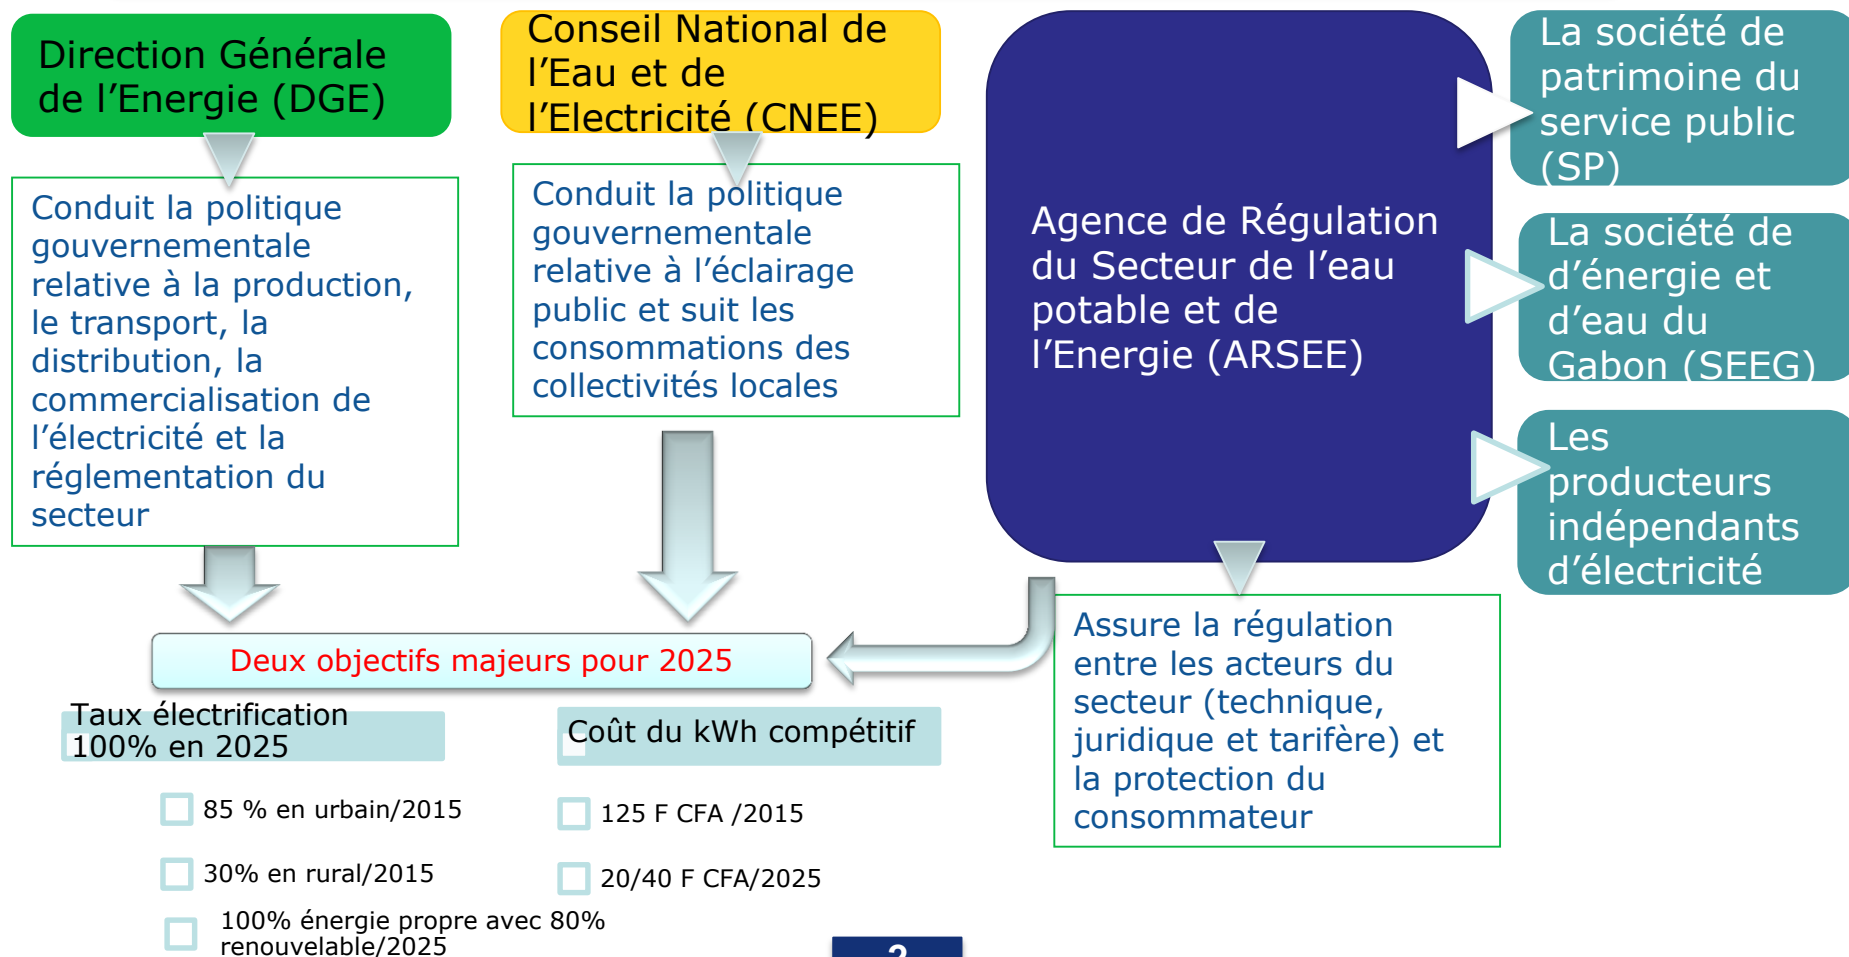 Direction Générale
de l’Energie (DGE)
Conduit la politique
gouvernementale
relative à la production,
le transport, la
distribution, la
commercialisation de
l’électricité et la
réglementation du
secteur
Conseil National de
l’Eau et de
l’Electricité (CNEE)
Conduit la politique
gouvernementale
relative à l’éclairage
public et suit les
consommations des
collectivités locales
Agence de Régulation
du Secteur de l’eau
potable et de
l’Energie (ARSEE)
La société de
patrimoine du
service public
(SP)
La société de
d’énergie et
d’eau du
Gabon (SEEG)
Les
producteurs
indépendants
d’électricité
Assure la régulation
entre les acteurs du
secteur (technique,
juridique et tarifère) et
la protection du
consommateur
Deux objectifs majeurs pour 2025
Taux électrification
100% en 2025
85 % en urbain/2015
30% en rural/2015
100% énergie propre avec 80%
renouvelable/2025
Coût du kWh compétitif
125 F CFA /2015
20/40 F CFA/2025